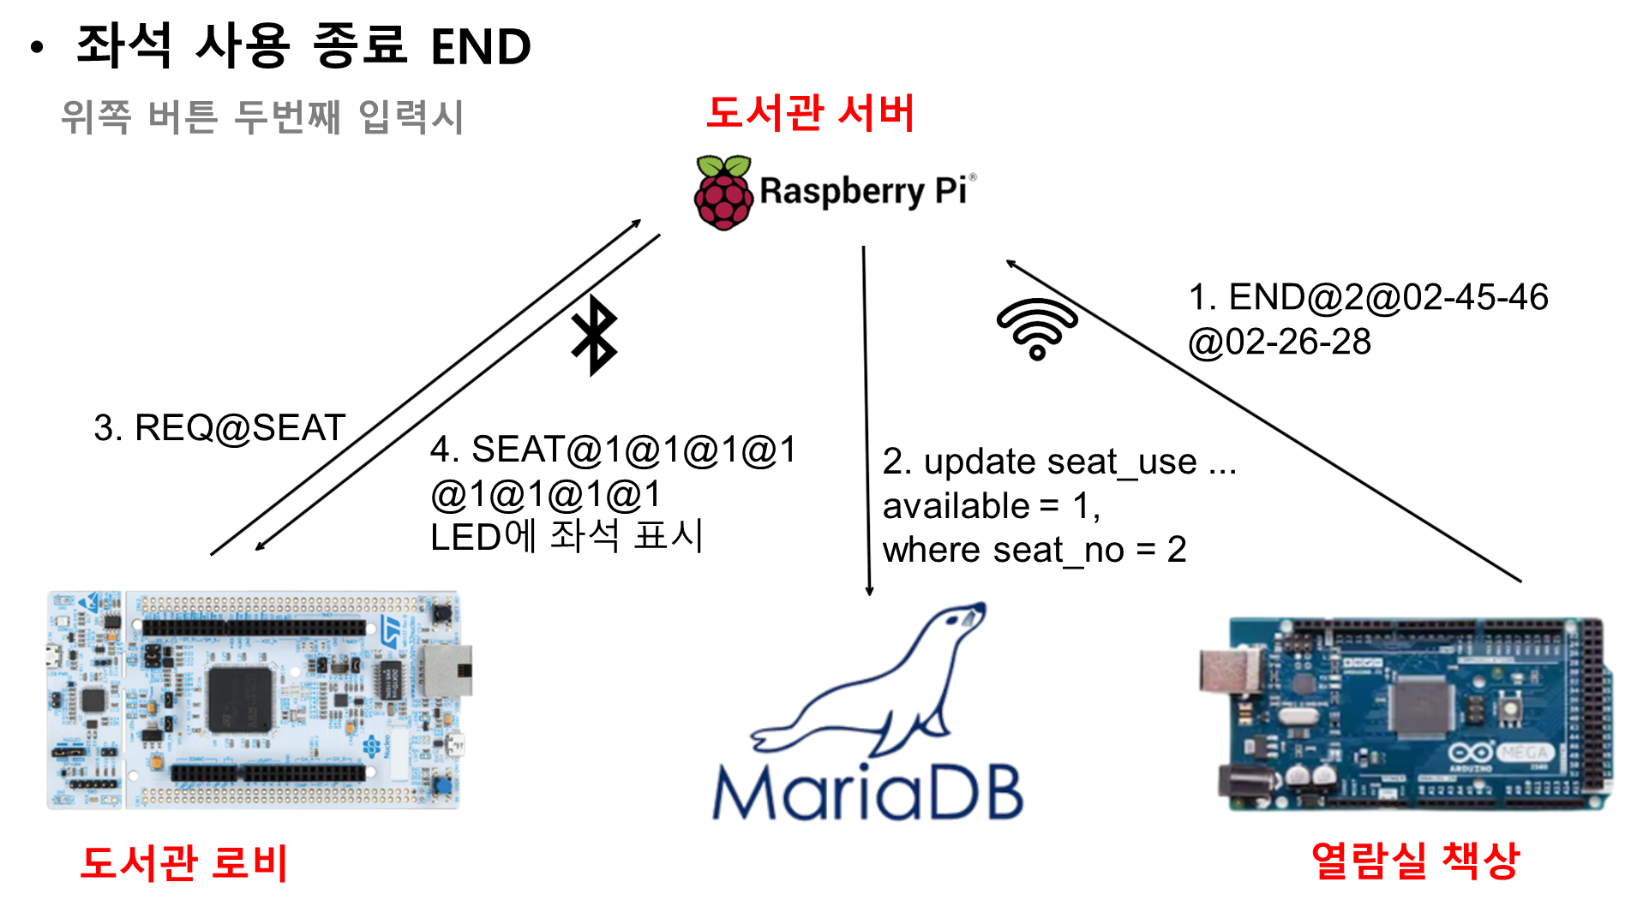 • 좌석 사용 종료 END
위쪽 버튼 두번째 입력시
도서관 서버
Raspberry Pi®
1. END@2@02-45-46
@02-26-28
3. REQ@SEAT
4. SEAT@1@1@1@1
@1@1@1@1
LED에 좌석 표시
2. update seat_use ...
available = 1,
where seat_no = 2
MariaDB
Nucleo
ARDUINO
MEGA
도서관 로비
열람실 책상